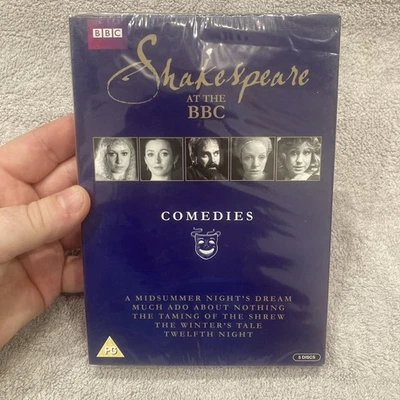 BBC
Shakespeare
AT THE
BBC
COMEDIES
A MIDSUMMER NIGHT'S DREAM
MUCH ADO ABOUT NOTHING
THE TAMING OF THE SHREW
THE WINTER'S TALE
TWELFTH NIGHT
PG
5 DISCS